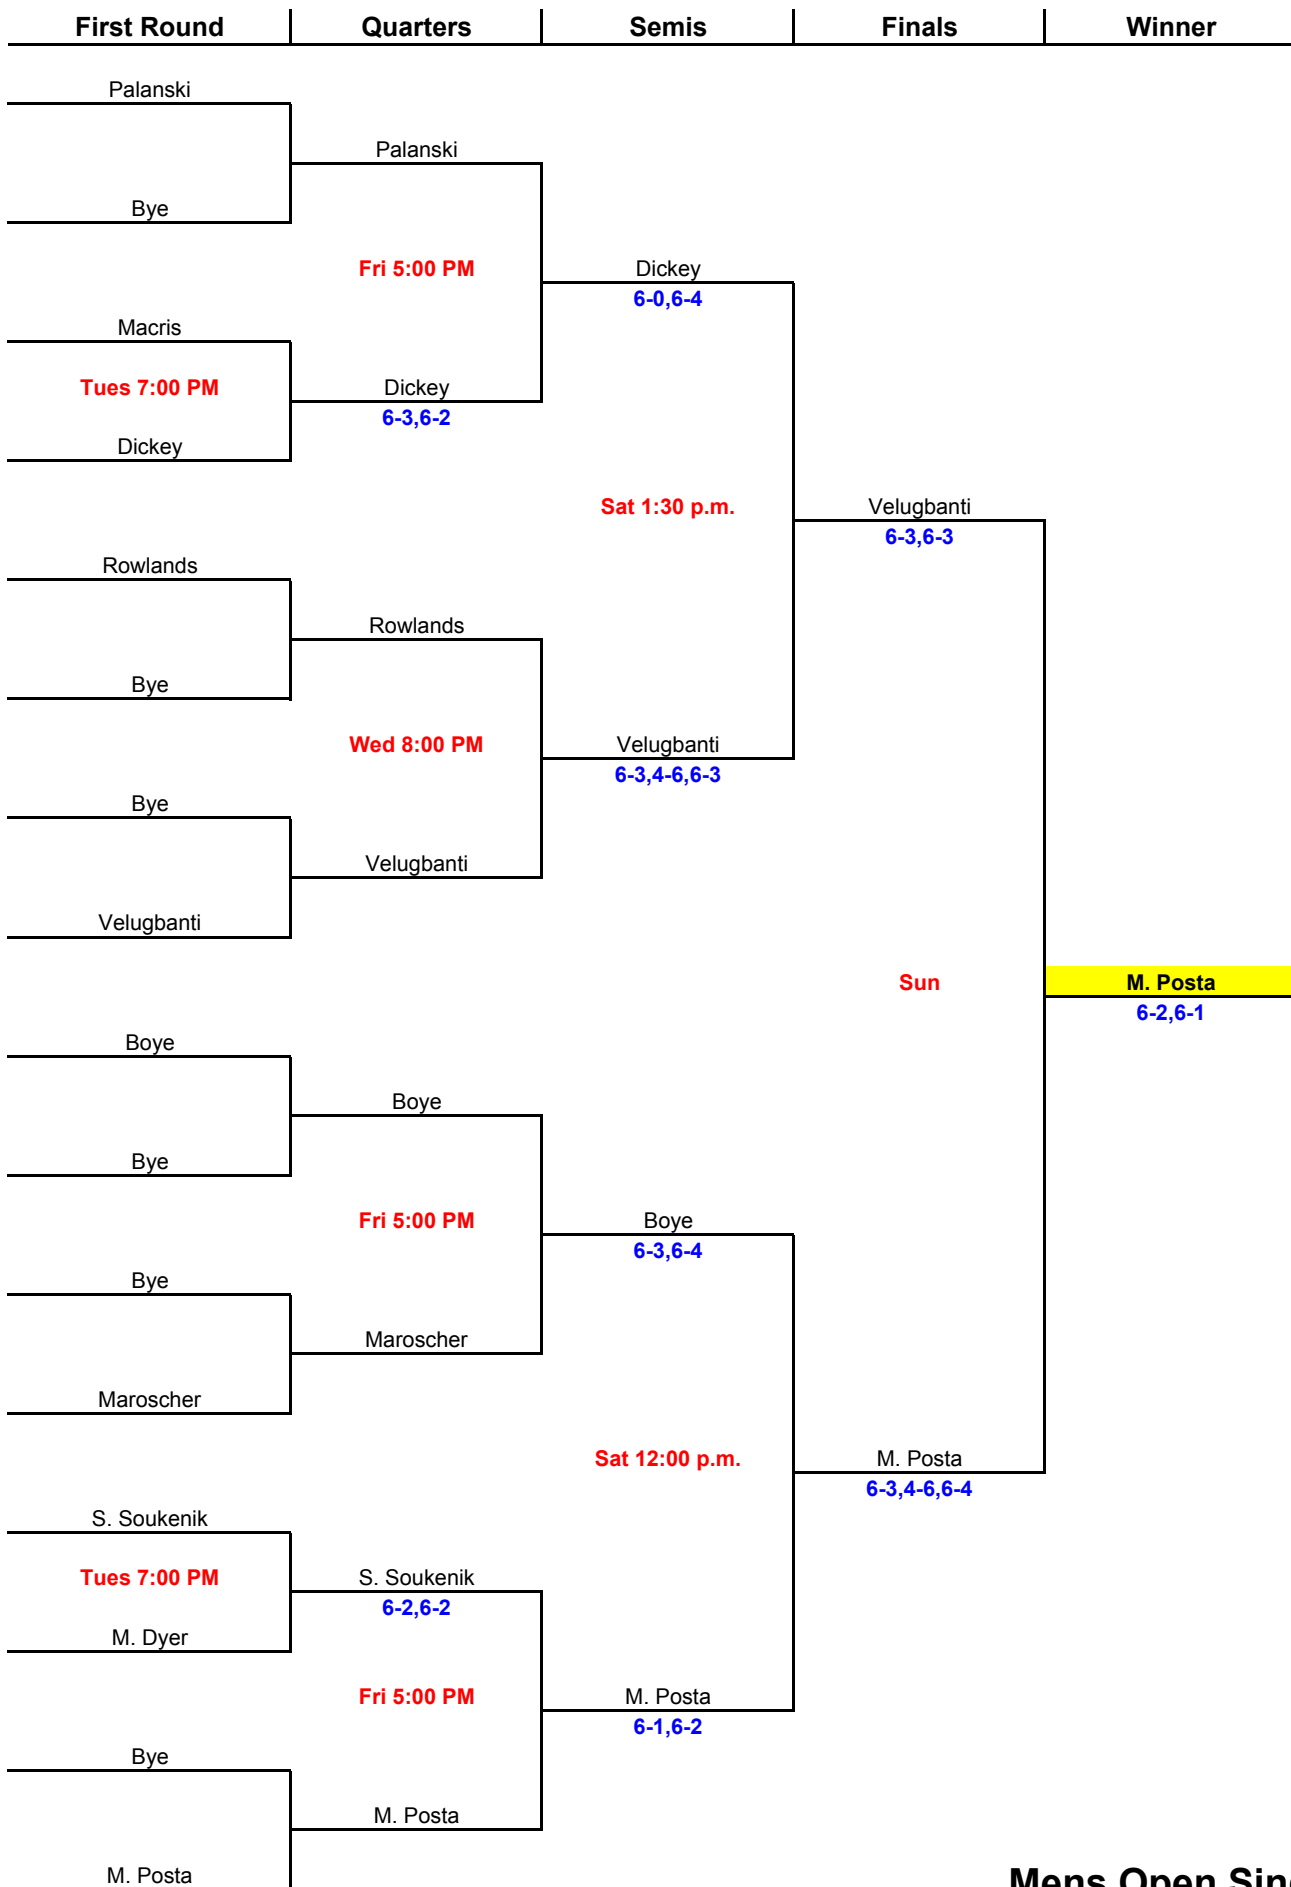 First Round Quarters Semis Finals Winner
Palanski
Palanski
Bye
Fri 5:00 PM Dickey
6-0,6-4
Macris
Tues 7:00 PM Dickey
6-3,6-2
Dickey
Sat 1:30 p.m. Velugbanti
6-3,6-3
Rowlands
Rowlands
Bye
Wed 8:00 PM Velugbanti
6-3,4-6,6-3
Bye
Velugbanti
Velugbanti
Sun M. Posta
6-2,6-1
Boye
Boye
Bye
Fri 5:00 PM Boye
6-3,6-4
Bye
Maroscher
Maroscher
Sat 12:00 p.m. M. Posta
6-3,4-6,6-4
S. Soukenik
Tues 7:00 PM S. Soukenik
6-2,6-2
M. Dyer
Fri 5:00 PM M. Posta
6-1,6-2
Bye
M. Posta
M. Posta
Mens Open